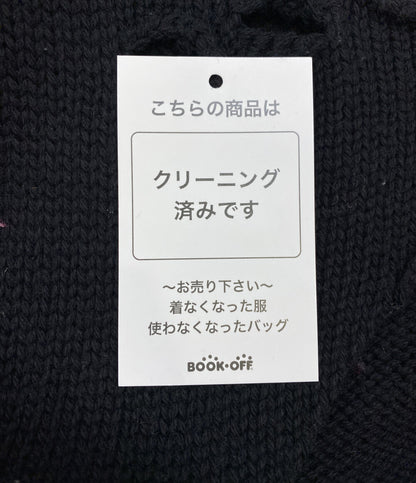 こちらの商品は
クリーニング
済みです
〜お売り下さい〜
着なくなった服
使わなくなったバッグ
BOOK・OFF